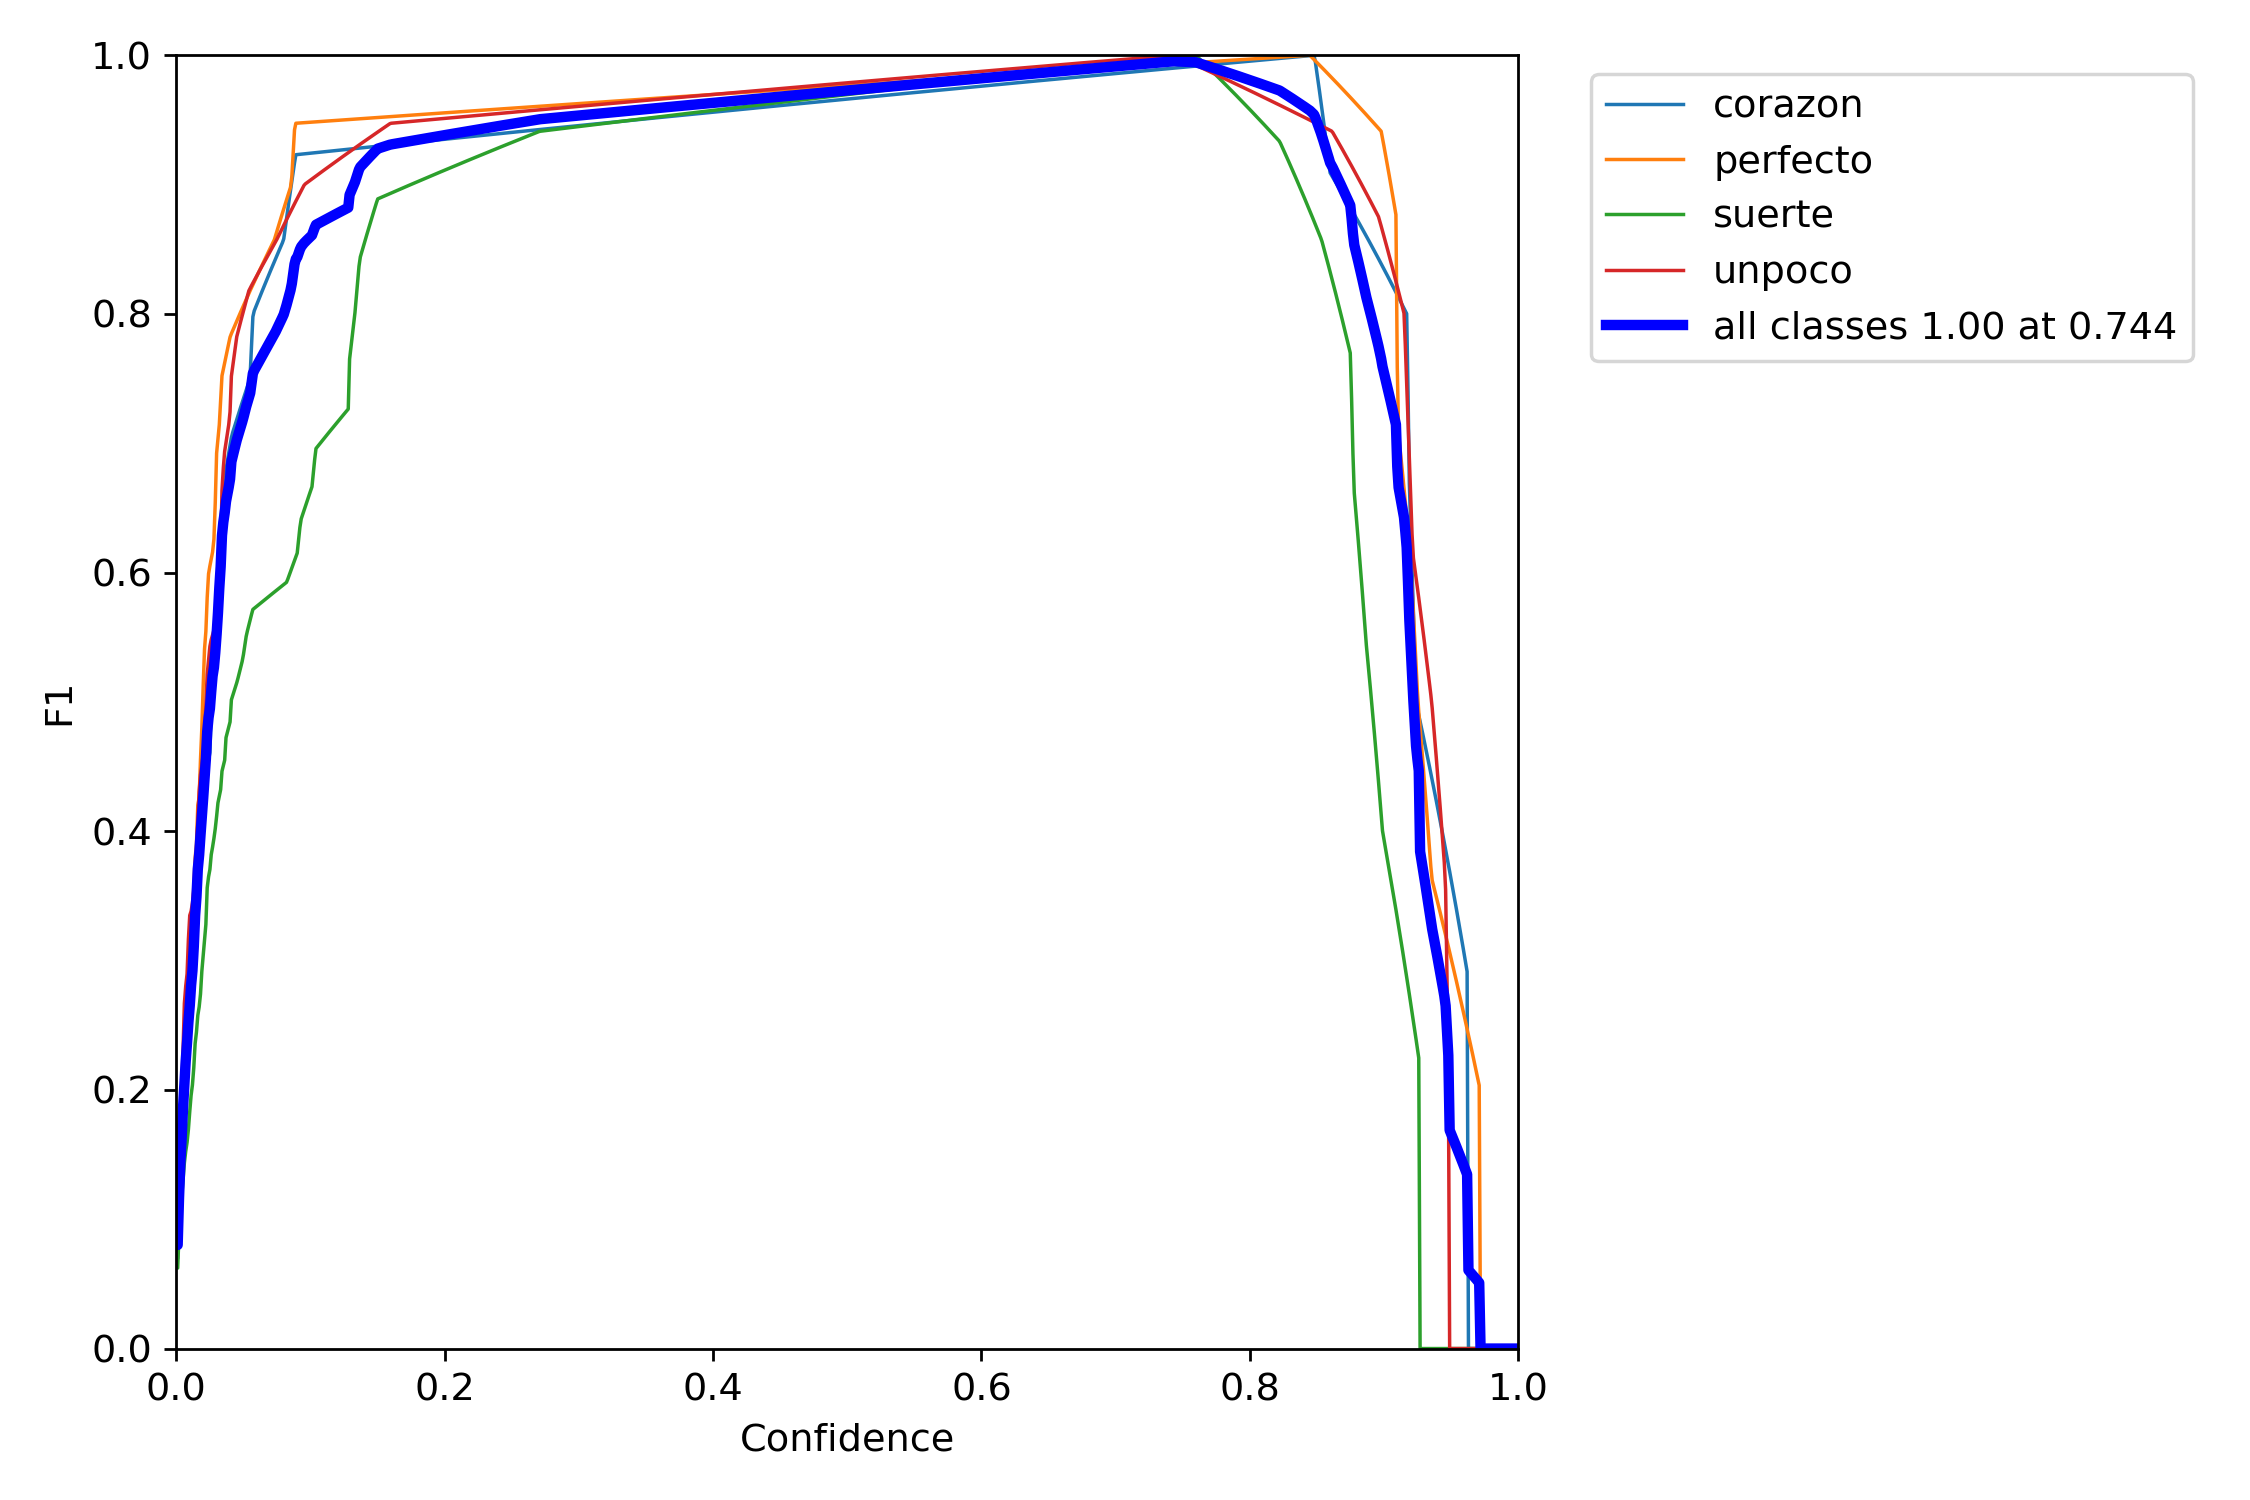 1.0
0.8
0.6
0.4
0.2
0.0
F1
0.0 0.2 0.4 0.6 0.8 1.0
Confidence
corazon
perfecto
suerte
unpoco
all classes 1.00 at 0.744